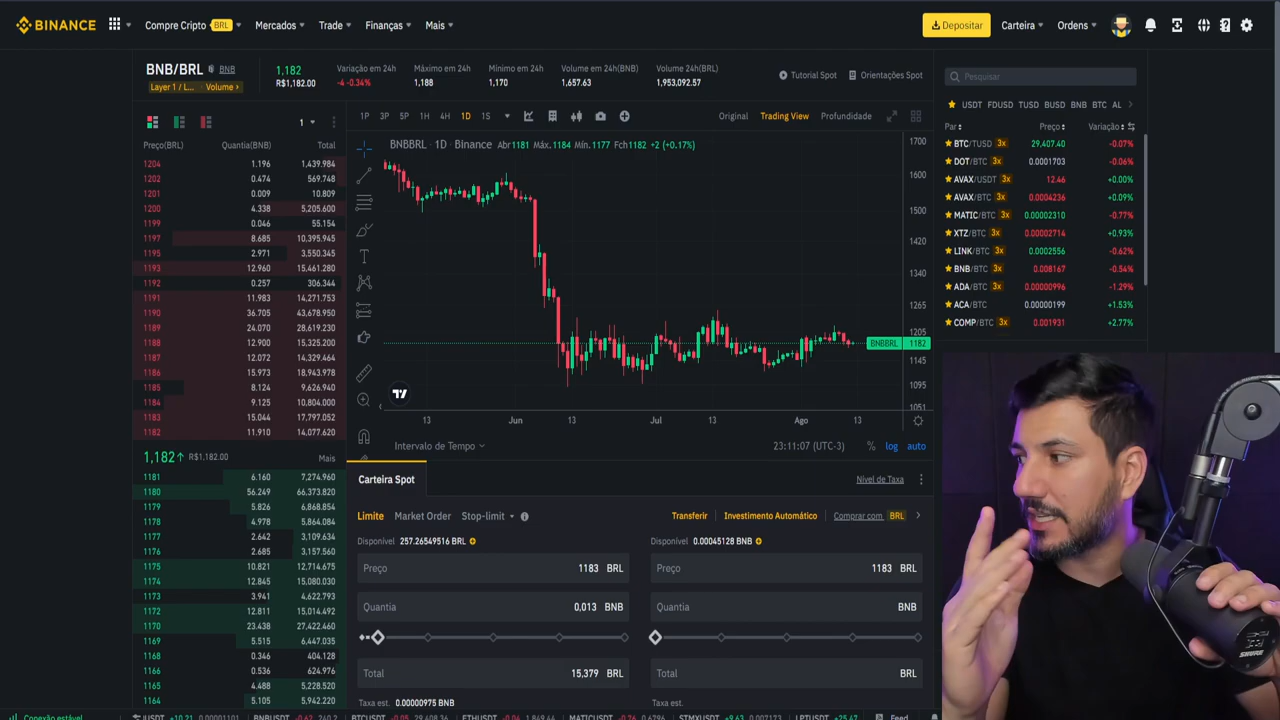 BINANCE Compre Cripto BRL Mercados Trade Finanças Mais Depositar Carteira Ordens
BNB/BRL BNB
Layer 1 / L... Volume
1,182
R$1,182.00
Variação em 24h
-4 -0.34%
Máximo em 24h
1,188
Mínimo em 24h
1,170
Volume em 24h(BNB)
1,657.63
Volume 24h(BRL)
1,953,092.57
Tutorial Spot Orientações Spot
Pesquisar
USDT FDUSD TUSD BUSD BNB BTC AL
Par Preço Variação
BTC/TUSD 3x 29,407.40 -0.07%
DOT/BTC 3x 0.0001703 -0.06%
AVAX/USDT 3x 12.46 +0.00%
AVAX/BTC 3x 0.0004236 +0.09%
MATIC/BTC 3x 0.00002310 -0.77%
XTZ/BTC 3x 0.00002714 +0.93%
LINK/BTC 3x 0.0002556 -0.62%
BNB/BTC 3x 0.008167 -0.54%
ADA/BTC 3x 0.00000996 -1.29%
ACA/BTC 0.00000199 +1.53%
COMP/BTC 3x 0.001931 +2.77%
1
Preço(BRL) Quantia(BNB) Total
1204 1.196 1,439.984
1202 0.474 569.748
1201 0.009 10.809
1200 4.338 5,205.600
1199 0.046 55.154
1197 8.685 10,395.945
1195 2.971 3,550.345
1193 12.960 15,461.280
1192 0.257 306.344
1191 11.983 14,271.753
1190 36.705 43,678.950
1189 24.070 28,619.230
1188 12.900 15,325.200
1187 12.072 14,329.464
1186 15.973 18,943.978
1185 8.124 9,626.940
1184 9.125 10,804.000
1183 15.044 17,797.052
1182 11.910 14,077.620
1,182↑ R$1,182.00 Mais
1181 6.160 7,274.960
1180 56.249 66,373.820
1179 5.826 6,868.854
1178 4.978 5,864.084
1177 2.642 3,109.634
1176 2.685 3,157.560
1175 10.821 12,714.675
1174 12.845 15,080.030
1173 3.941 4,622.793
1172 12.811 15,014.492
1170 23.438 27,422.460
1169 5.515 6,447.035
1168 0.346 404.128
1166 0.536 624.976
1165 4.488 5,228.520
1164 5.105 5,942.220
1P 3P 5P 1H 4H 1D 1S Original Trading View Profundidade
BNBBRL · 1D · Binance Abr1181 Máx.1184 Mín.1177 Fch1182 +2 (+0.17%)
1700
1600
1500
1420
1340
1265
1205
BNBBRL 1182
1145
1095
1051
13 Jun 13 Jul 13 Ago 13
Intervalo de Tempo 23:11:07 (UTC-3) % log auto
Carteira Spot Nível de Taxa
Limite Market Order Stop-limit Transferir Investimento Automático Comprar com BRL
Disponível 257.26549516 BRL
Preço 1183 BRL
Quantia 0,013 BNB
Total 15,379 BRL
Taxa est. 0.00000975 BNB
Disponível 0.00045128 BNB
Preço 1183 BRL
Quantia BNB
Total BRL
Taxa est.
SHURE
Conexão estável